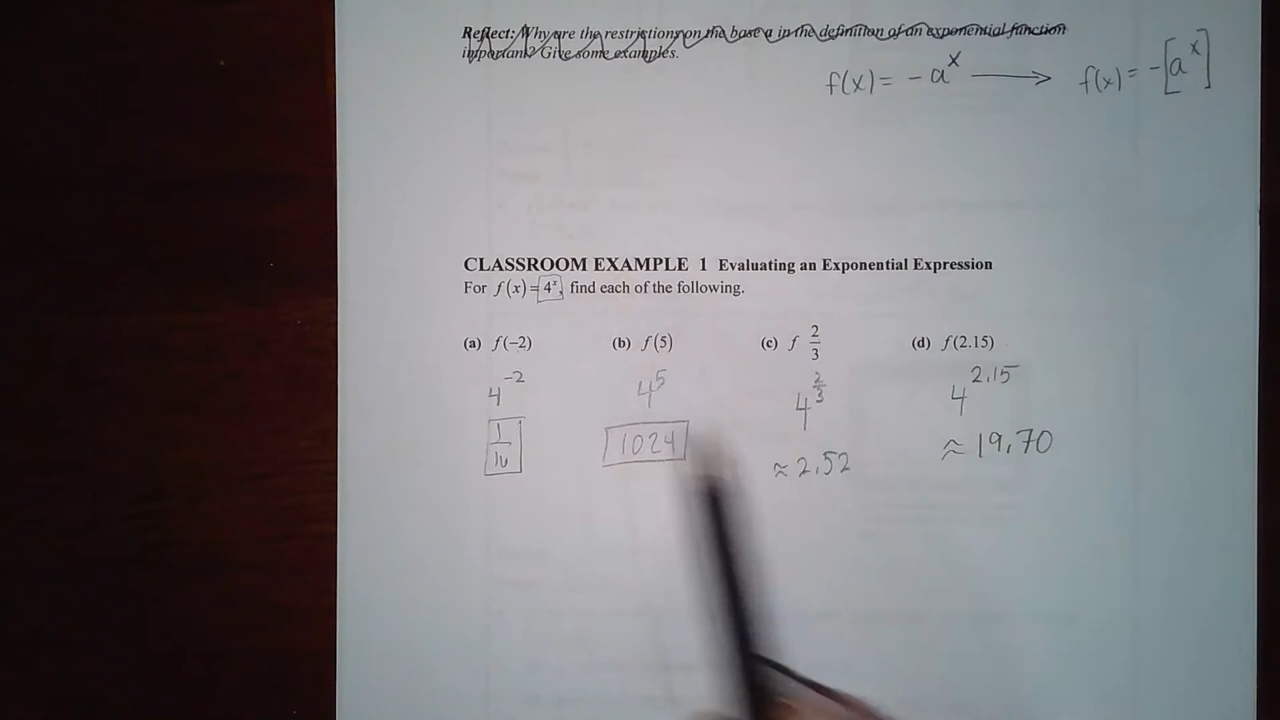 Reflect: Why are the restrictions on the base a in the definition of an exponential function
important? Give some examples.
f(x) = -a^x → f(x) = -[a^x]
CLASSROOM EXAMPLE 1 Evaluating an Exponential Expression
For f(x)=4^x, find each of the following.
(a) f(-2) (b) f(5) (c) f 2/3 (d) f(2.15)
4^-2 4^5 4^2/3 4^2.15
1/16 1024 ≈ 2.52 ≈ 19.70